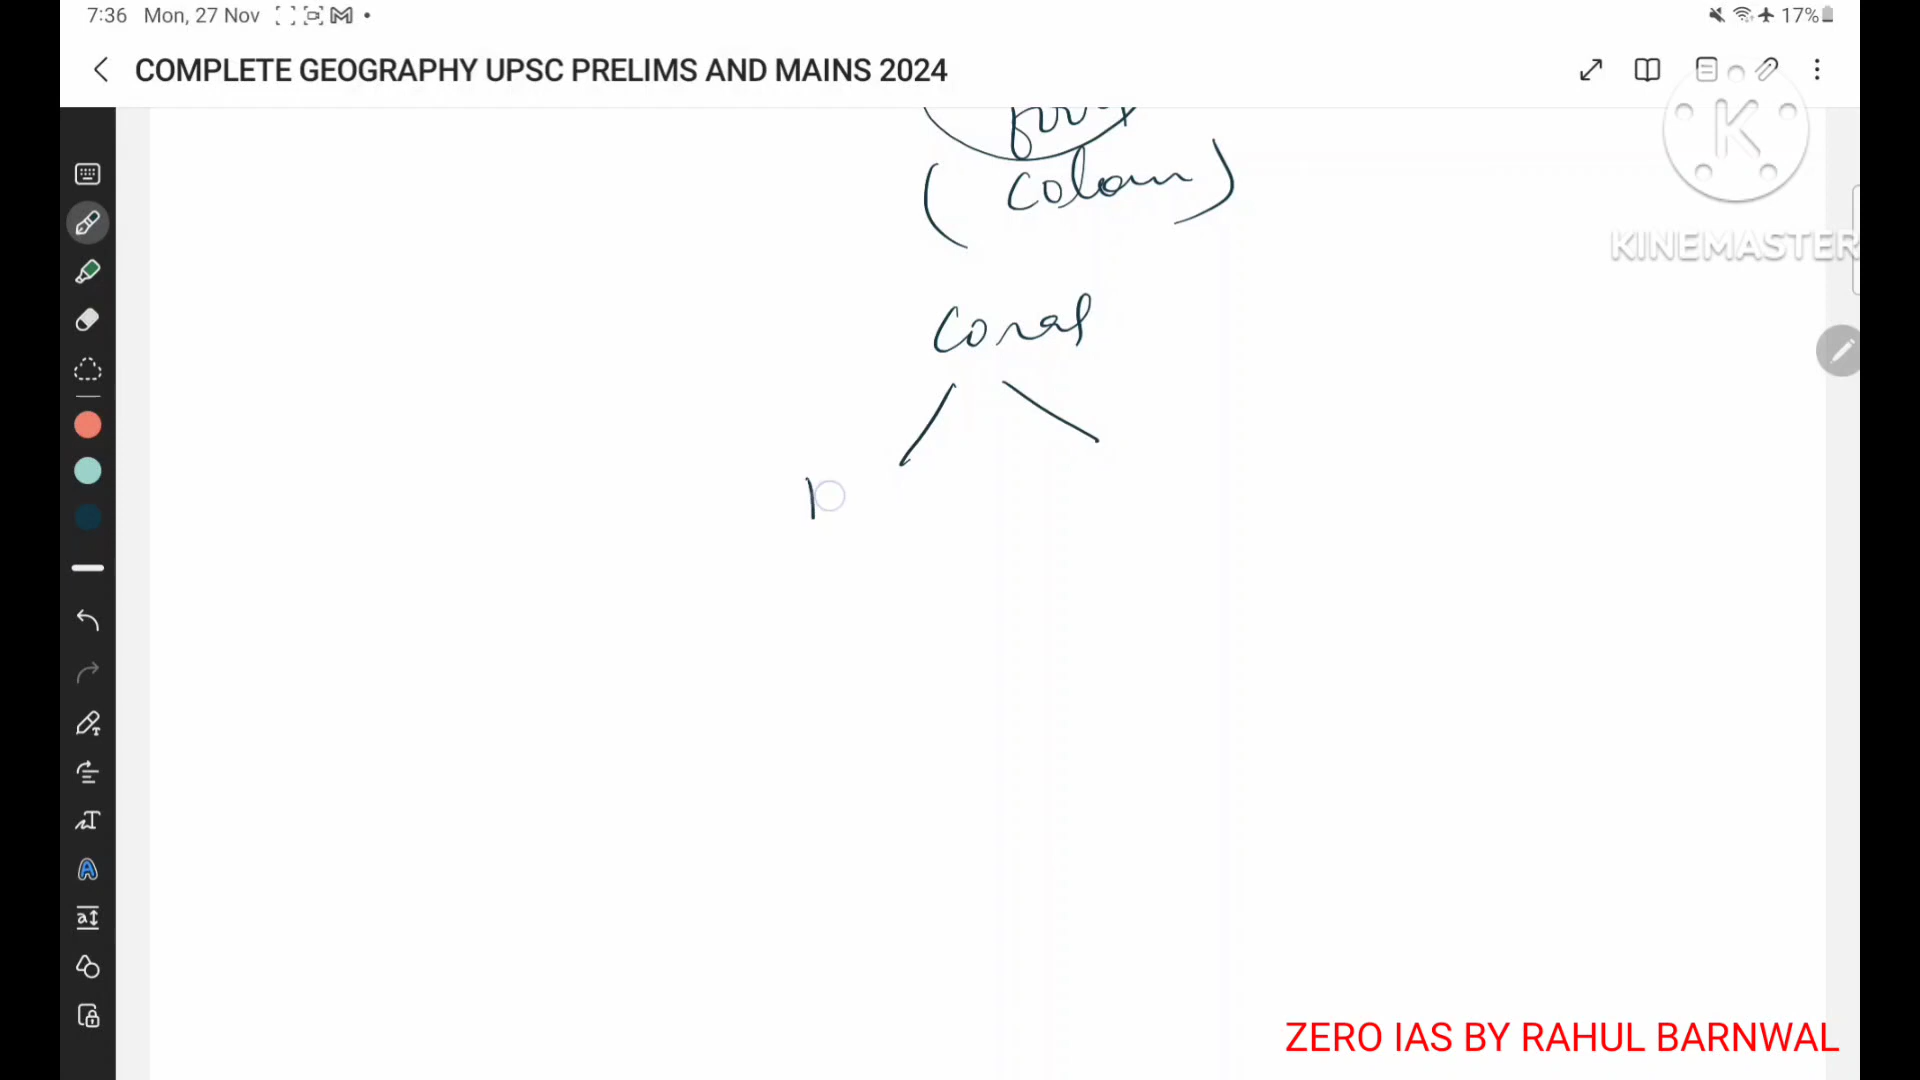 7:36 Mon, 27 Nov
17%
COMPLETE GEOGRAPHY UPSC PRELIMS AND MAINS 2024
K
KINEMASTER
(Colour)
Coral
ZERO IAS BY RAHUL BARNWAL